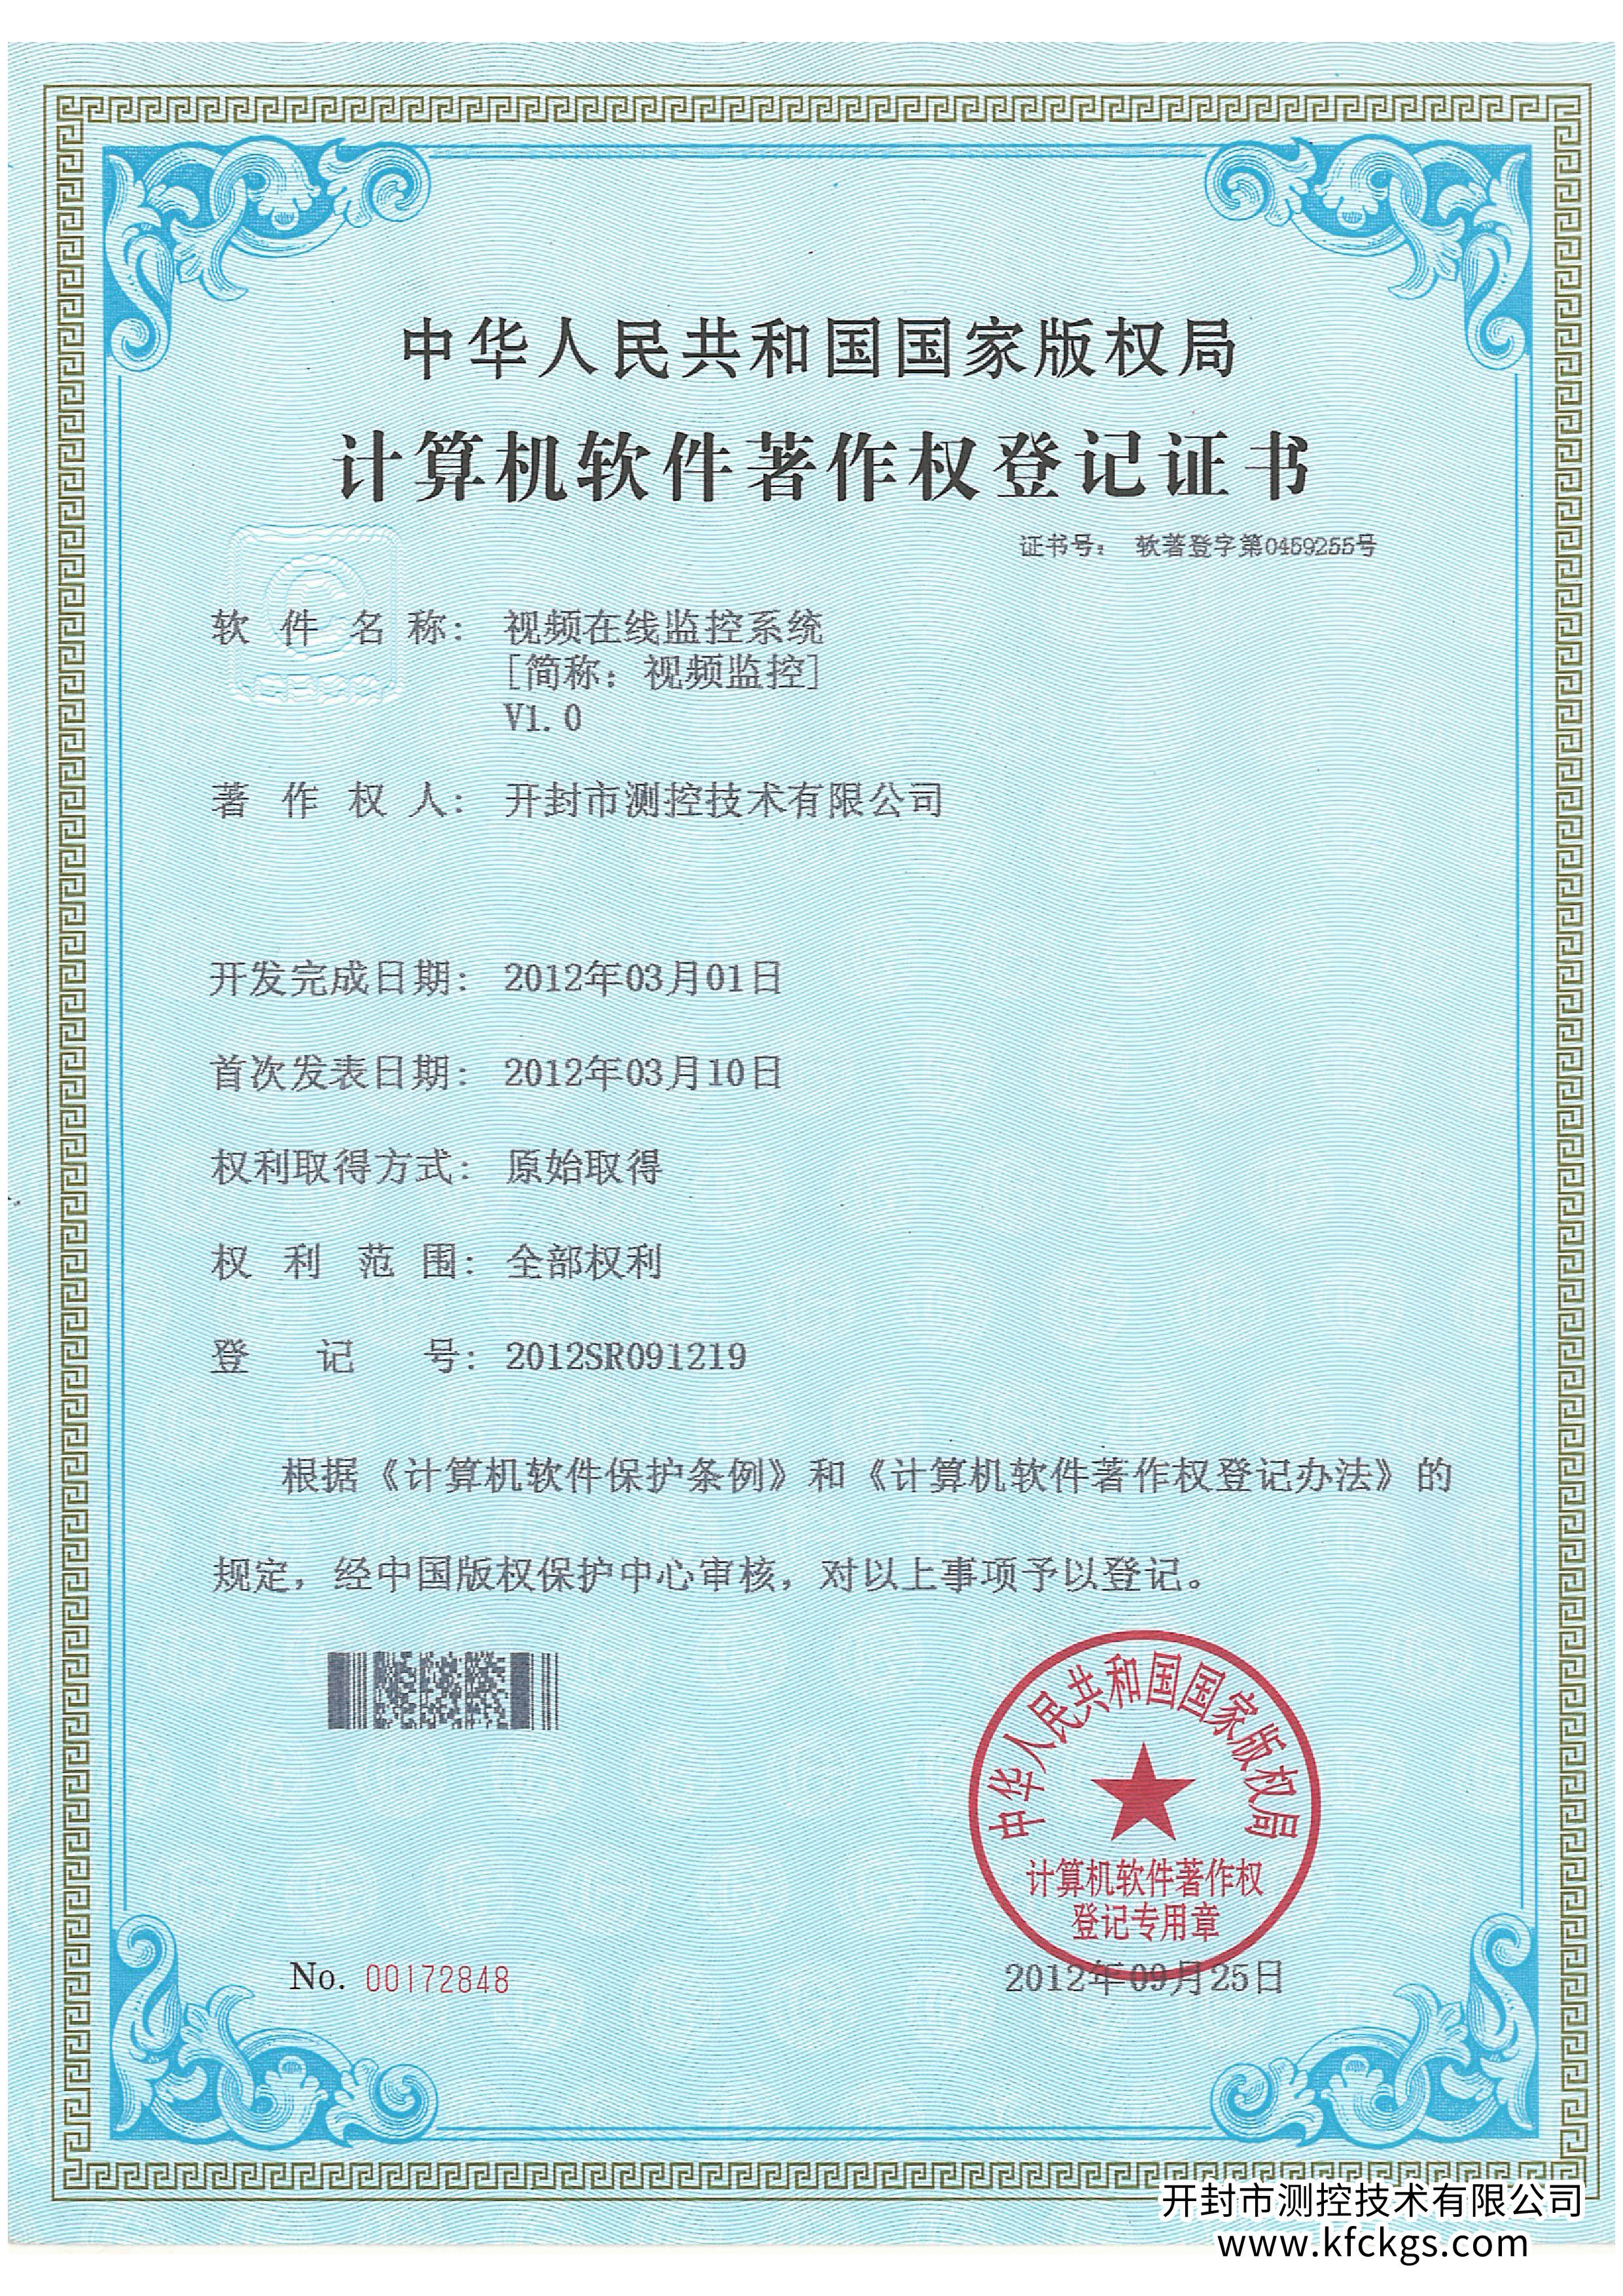 中华人民共和国国家版权局
计算机软件著作权登记证书
证书号： 软著登字第0459255号
软件名称： 视频在线监控系统
[简称：视频监控]
V1.0
著作权人： 开封市测控技术有限公司
开发完成日期： 2012年03月01日
首次发表日期： 2012年03月10日
权利取得方式： 原始取得
权利范围： 全部权利
登记号： 2012SR091219
根据《计算机软件保护条例》和《计算机软件著作权登记办法》的
规定，经中国版权保护中心审核，对以上事项予以登记。
中华人民共和国国家版权局
计算机软件著作权
登记专用章
No. 00172848
2012年09月25日
开封市测控技术有限公司
www.kfckgs.com